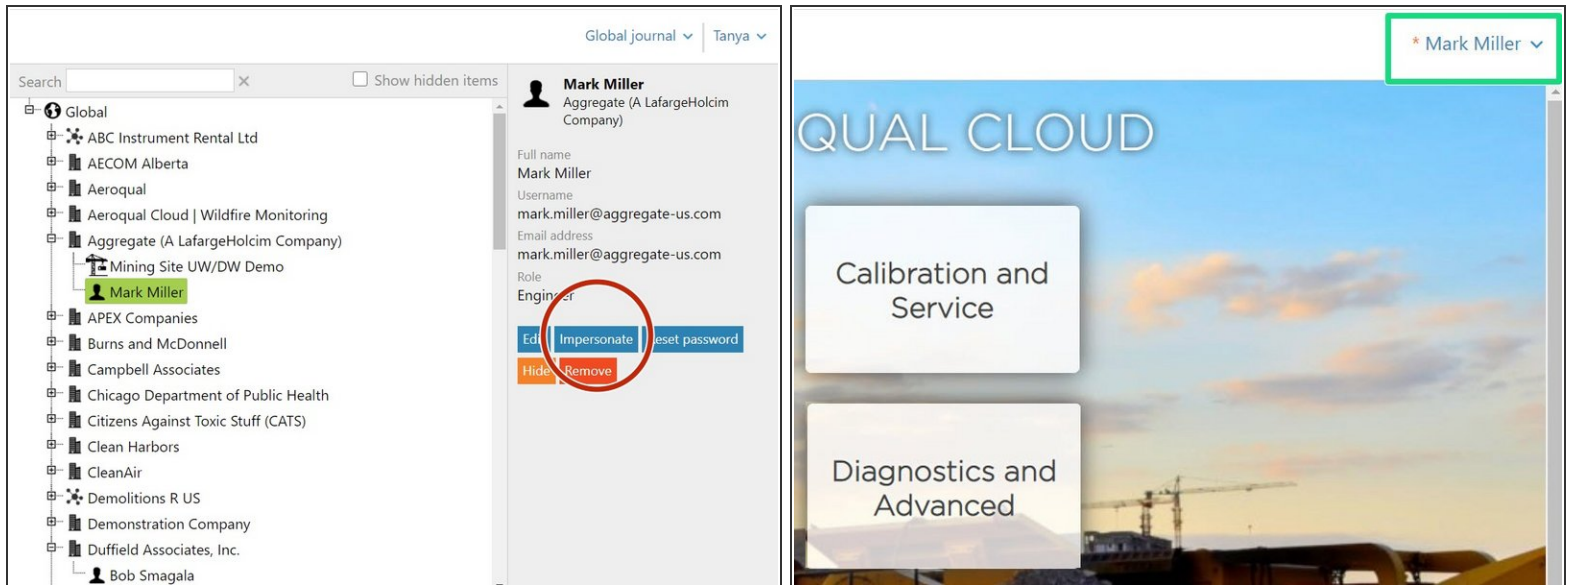 Global journal
Tanya
Search
Show hidden items
Global
ABC Instrument Rental Ltd
AECOM Alberta
Aeroqual
Aeroqual Cloud | Wildfire Monitoring
Aggregate (A LafargeHolcim Company)
Mining Site UW/DW Demo
Mark Miller
APEX Companies
Burns and McDonnell
Campbell Associates
Chicago Department of Public Health
Citizens Against Toxic Stuff (CATS)
Clean Harbors
CleanAir
Demolitions R US
Demonstration Company
Duffield Associates, Inc.
Bob Smagala
Mark Miller
Aggregate (A LafargeHolcim
Company)
Full name
Mark Miller
Username
mark.miller@aggregate-us.com
Email address
mark.miller@aggregate-us.com
Role
Engineer
Edit Impersonate Reset password
Hide Remove
* Mark Miller
QUAL CLOUD
Calibration and
Service
Diagnostics and
Advanced